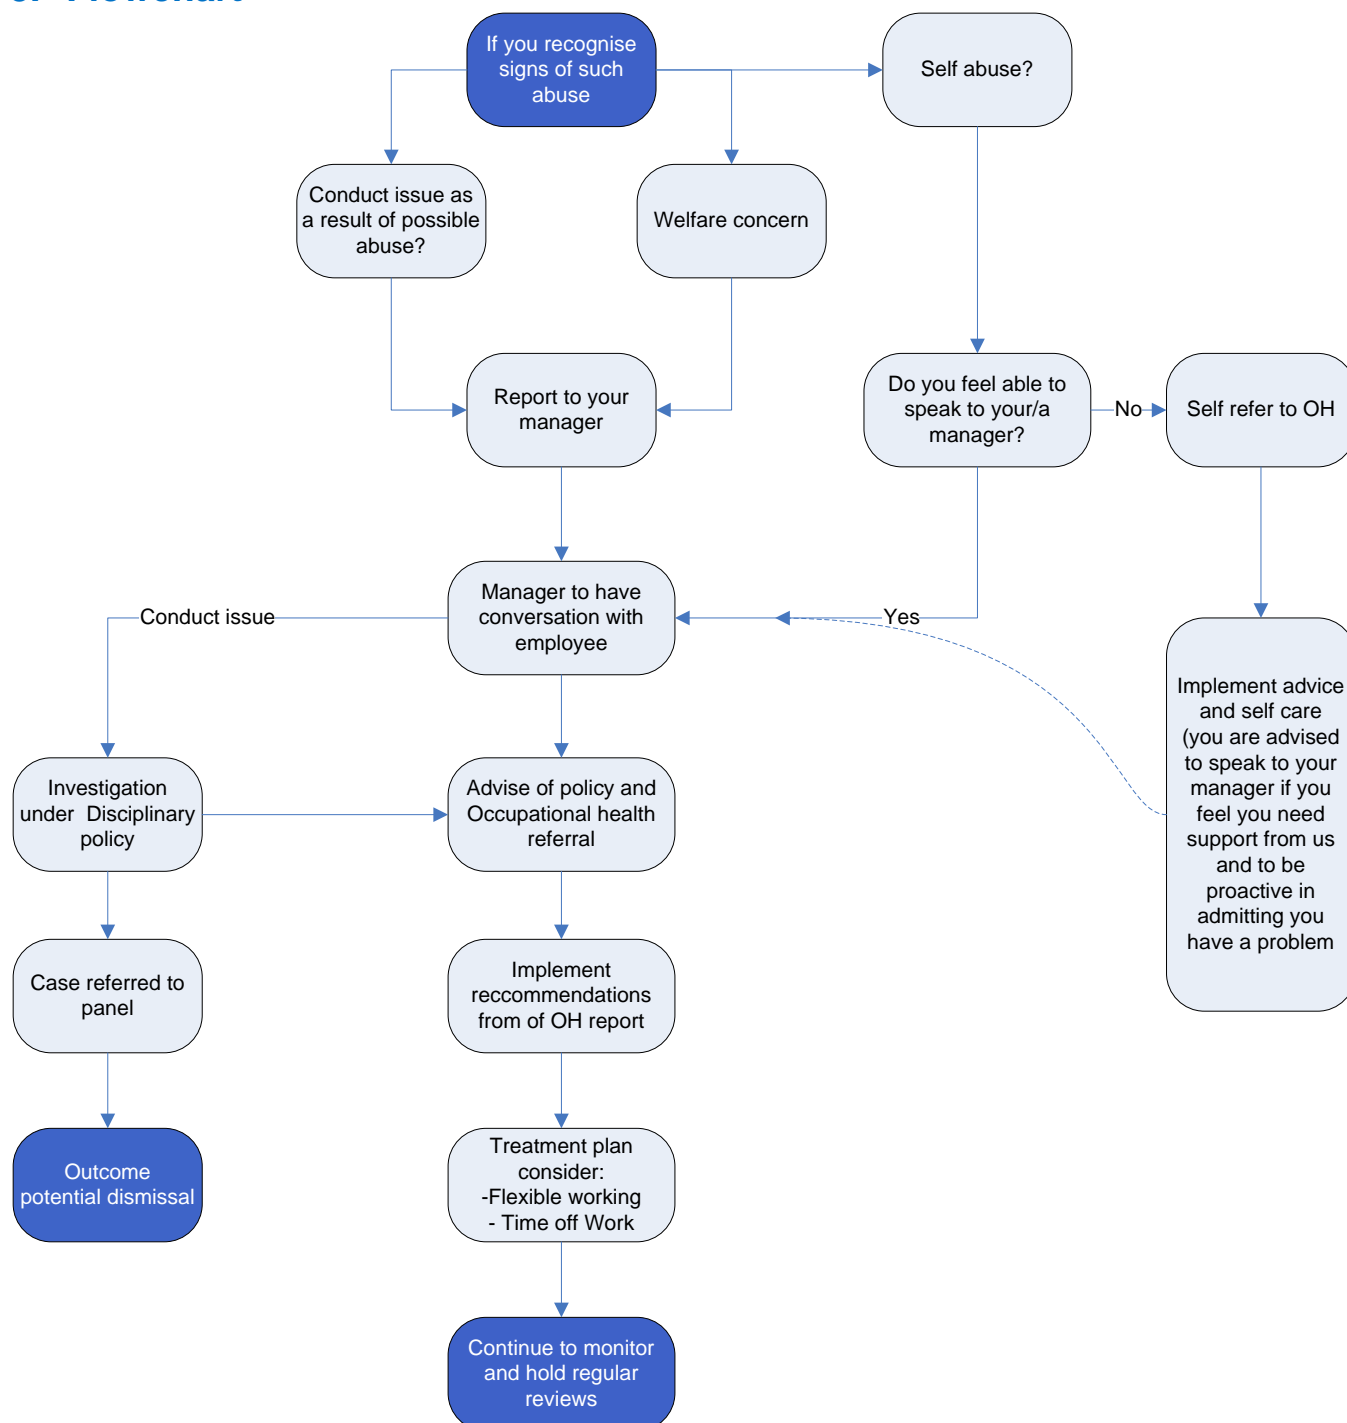 If you recognise
signs of such
abuse
Self abuse?
Conduct issue as
a result of possible
abuse?
Welfare concern
Report to your
manager
Do you feel able to
speak to your/a
manager?
No
Self refer to OH
Manager to have
conversation with
employee
Conduct issue
Yes
Implement advice
and self care
(you are advised
to speak to your
manager if you
feel you need
support from us
and to be
proactive in
admitting you
have a problem
Investigation
under Disciplinary
policy
Advise of policy and
Occupational health
referral
Case referred to
panel
Implement
reccommendations
from of OH report
Outcome
potential dismissal
Treatment plan
consider:
-Flexible working
- Time off Work
Continue to monitor
and hold regular
reviews